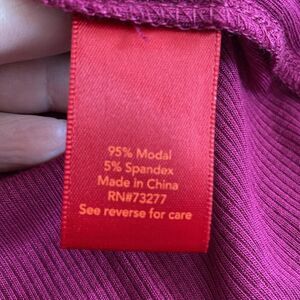 95% Modal
5% Spandex
Made in China
RN#73277
See reverse for care